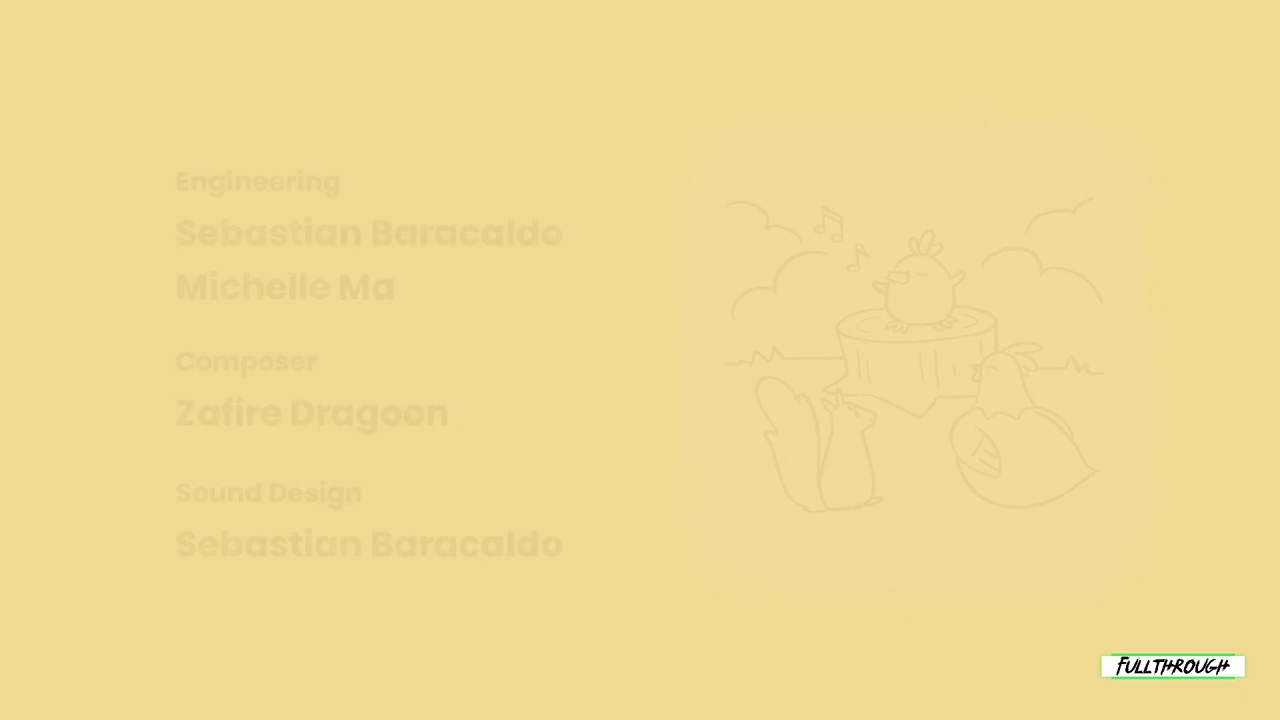 Engineering
Sebastian Baracaldo
Michelle Ma
Composer
Zafire Dragoon
Sound Design
Sebastian Baracaldo
FULLTHROUGH